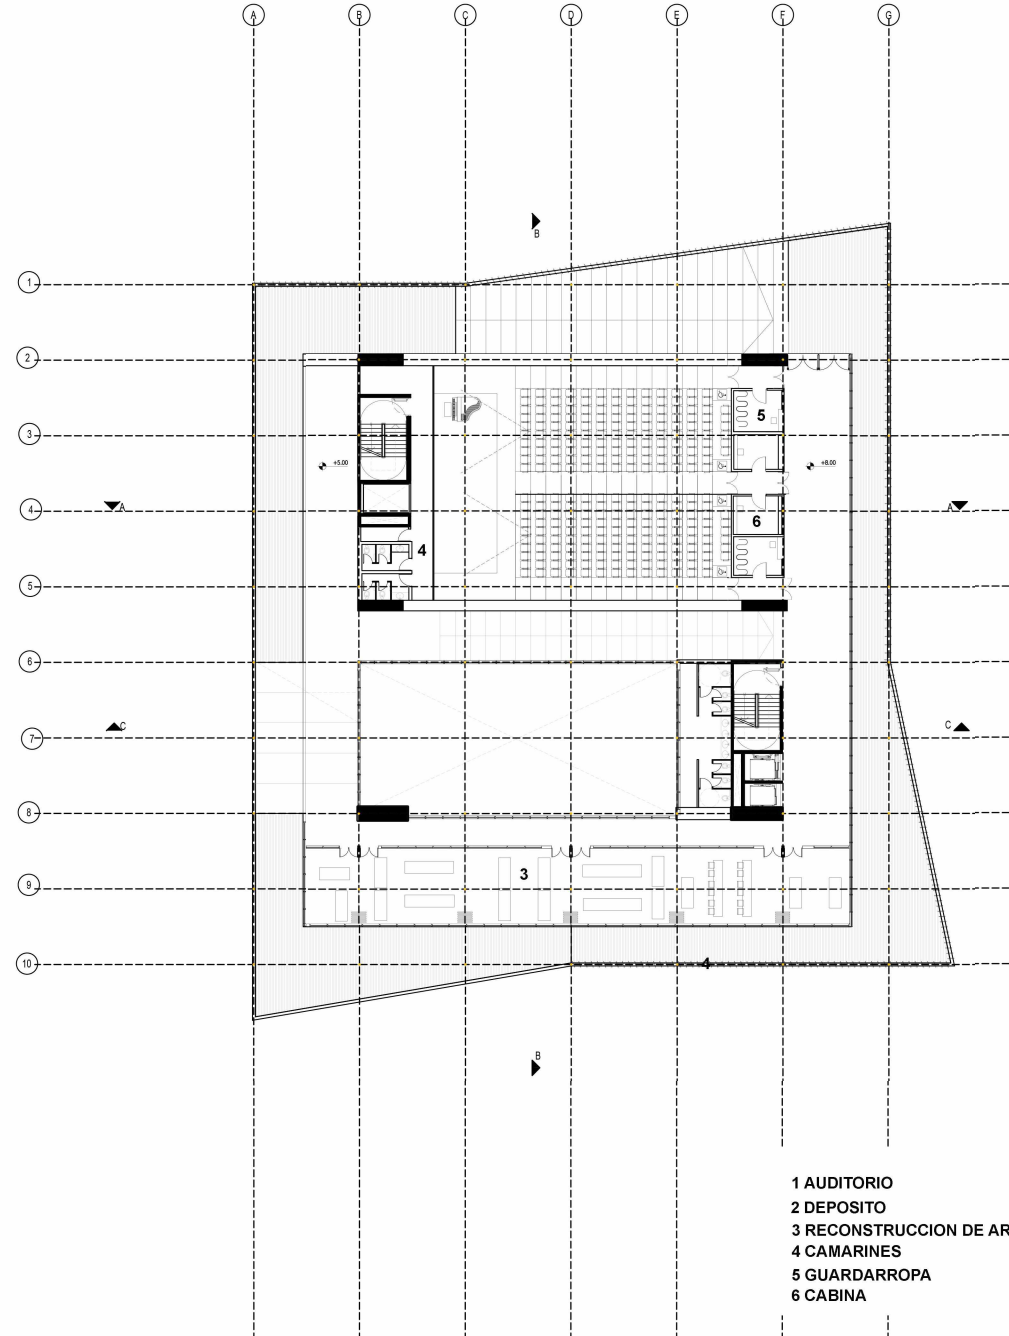 A B C D E F G
B
1
2
3
5
+5.00
+8.00
4
A
A
6
4
5
6
7
C
C
8
3
9
10
4
B
1 AUDITORIO
2 DEPOSITO
3 RECONSTRUCCION DE AR
4 CAMARINES
5 GUARDARROPA
6 CABINA